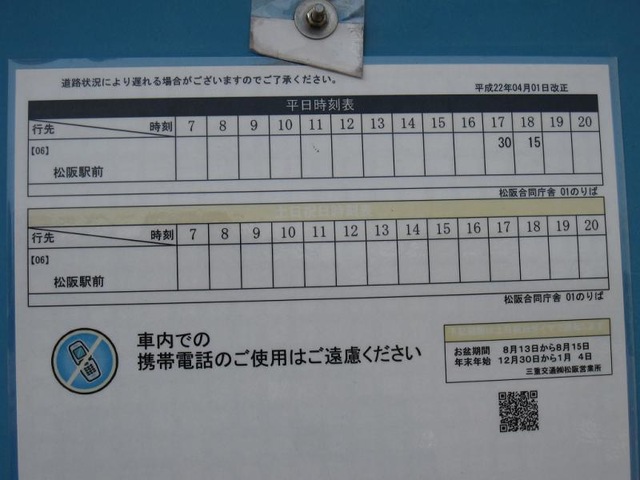 道路状況により遅れる場合がございますのでご了承ください。
平成22年04月01日改正
平日時刻表
行先 時刻 7 8 9 10 11 12 13 14 15 16 17 18 19 20
【06】 30 15
松阪駅前
松阪合同庁舎 01のりば
行先 時刻 7 8 9 10 11 12 13 14 15 16 17 18 19 20
【06】
松阪駅前
松阪合同庁舎 01のりば
車内での
携帯電話のご使用はご遠慮ください
お盆期間 8月13日から8月15日
年末年始 12月30日から1月 4日
三重交通㈱松阪営業所